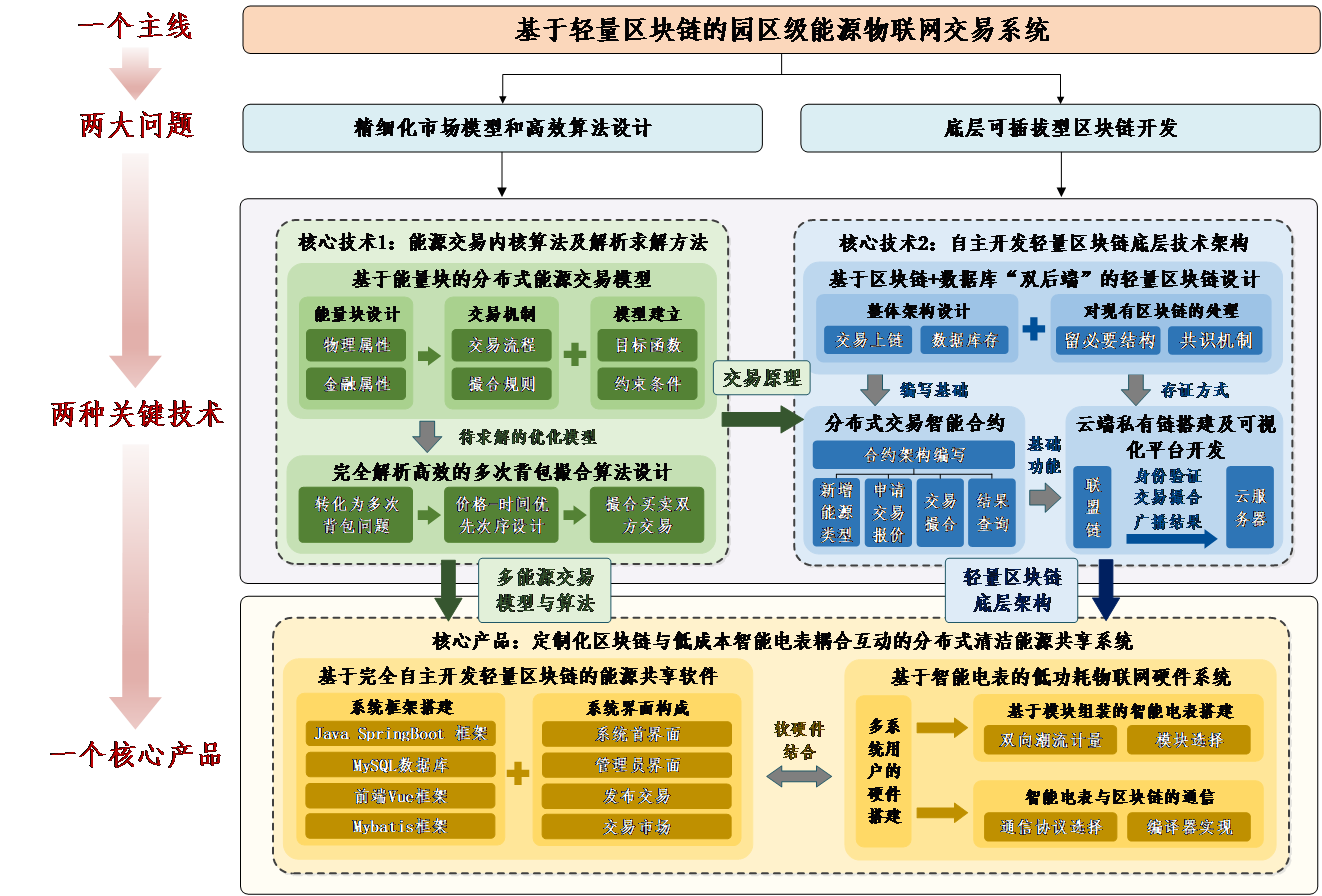 一个主线
基于轻量区块链的园区级能源物联网交易系统
两大问题
精细化市场模型和高效算法设计
底层可插拔型区块链开发
两种关键技术
核心技术1：能源交易内核算法及解析求解方法
基于能量块的分布式能源交易模型
能量块设计
物理属性
金融属性
交易机制
交易流程
撮合规则
模型建立
目标函数
约束条件
待求解的优化模型
完全解析高效的多次背包撮合算法设计
转化为多次
背包问题
价格-时间优
先次序设计
撮合买卖双
方交易
交易原理
核心技术2：自主开发轻量区块链底层技术架构
基于区块链+数据库“双后端”的轻量区块链设计
整体架构设计
交易上链
数据库存
对现有区块链的处理
留必要结构
共识机制
编写基础
存证方式
分布式交易智能合约
合约架构编写
新增
能源
类型
申请
交易
报价
交易
撮合
结果
查询
基础
功能
云端私有链搭建及可视
化平台开发
联
盟
链
身份验证
交易撮合
广播结果
云服
务器
多能源交易
模型与算法
轻量区块链
底层架构
一个核心产品
核心产品：定制化区块链与低成本智能电表耦合互动的分布式清洁能源共享系统
基于完全自主开发轻量区块链的能源共享软件
系统框架搭建
Java SpringBoot 框架
MySQL数据库
前端Vue框架
Mybatis框架
系统界面构成
系统首界面
管理员界面
发布交易
交易市场
软硬件
结合
基于智能电表的低功耗物联网硬件系统
多
系
统
用
户
的
硬
件
搭
建
基于模块组装的智能电表搭建
双向潮流计量
模块选择
智能电表与区块链的通信
通信协议选择
编译器实现